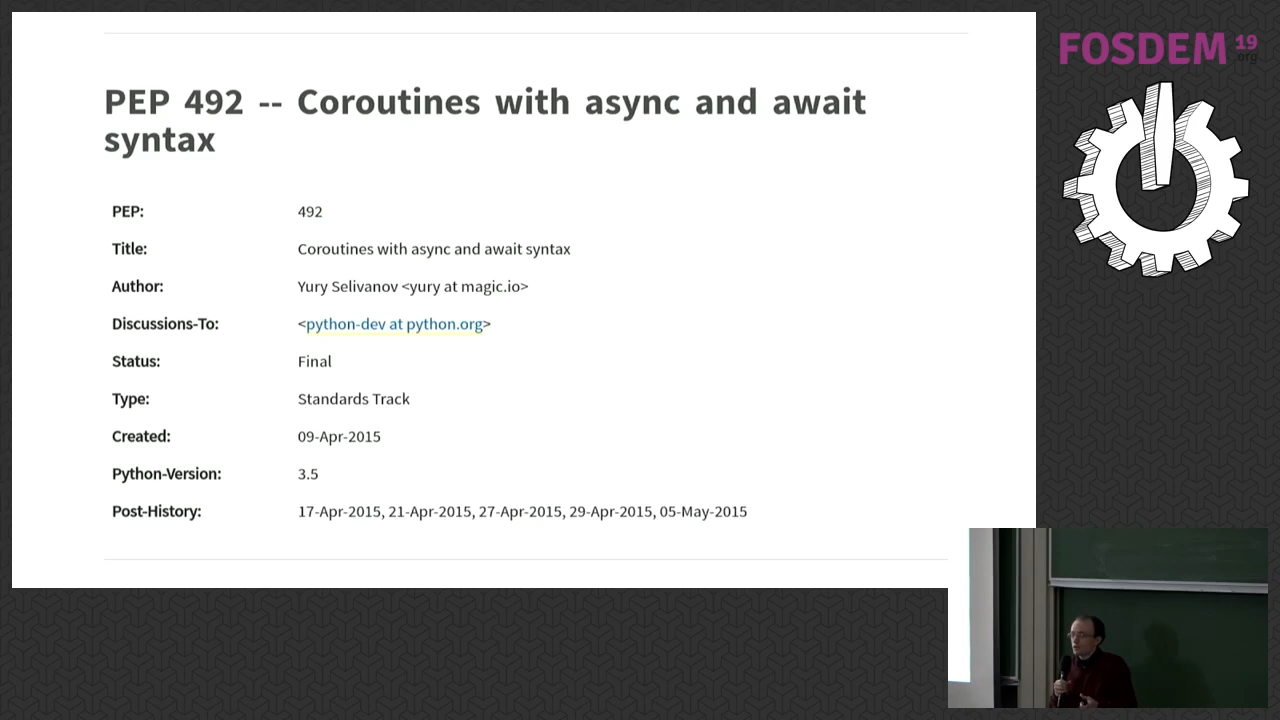 FOSDEM 19
.org
PEP 492 -- Coroutines with async and await
syntax
PEP: 492
Title: Coroutines with async and await syntax
Author: Yury Selivanov <yury at magic.io>
Discussions-To: <python-dev at python.org>
Status: Final
Type: Standards Track
Created: 09-Apr-2015
Python-Version: 3.5
Post-History: 17-Apr-2015, 21-Apr-2015, 27-Apr-2015, 29-Apr-2015, 05-May-2015